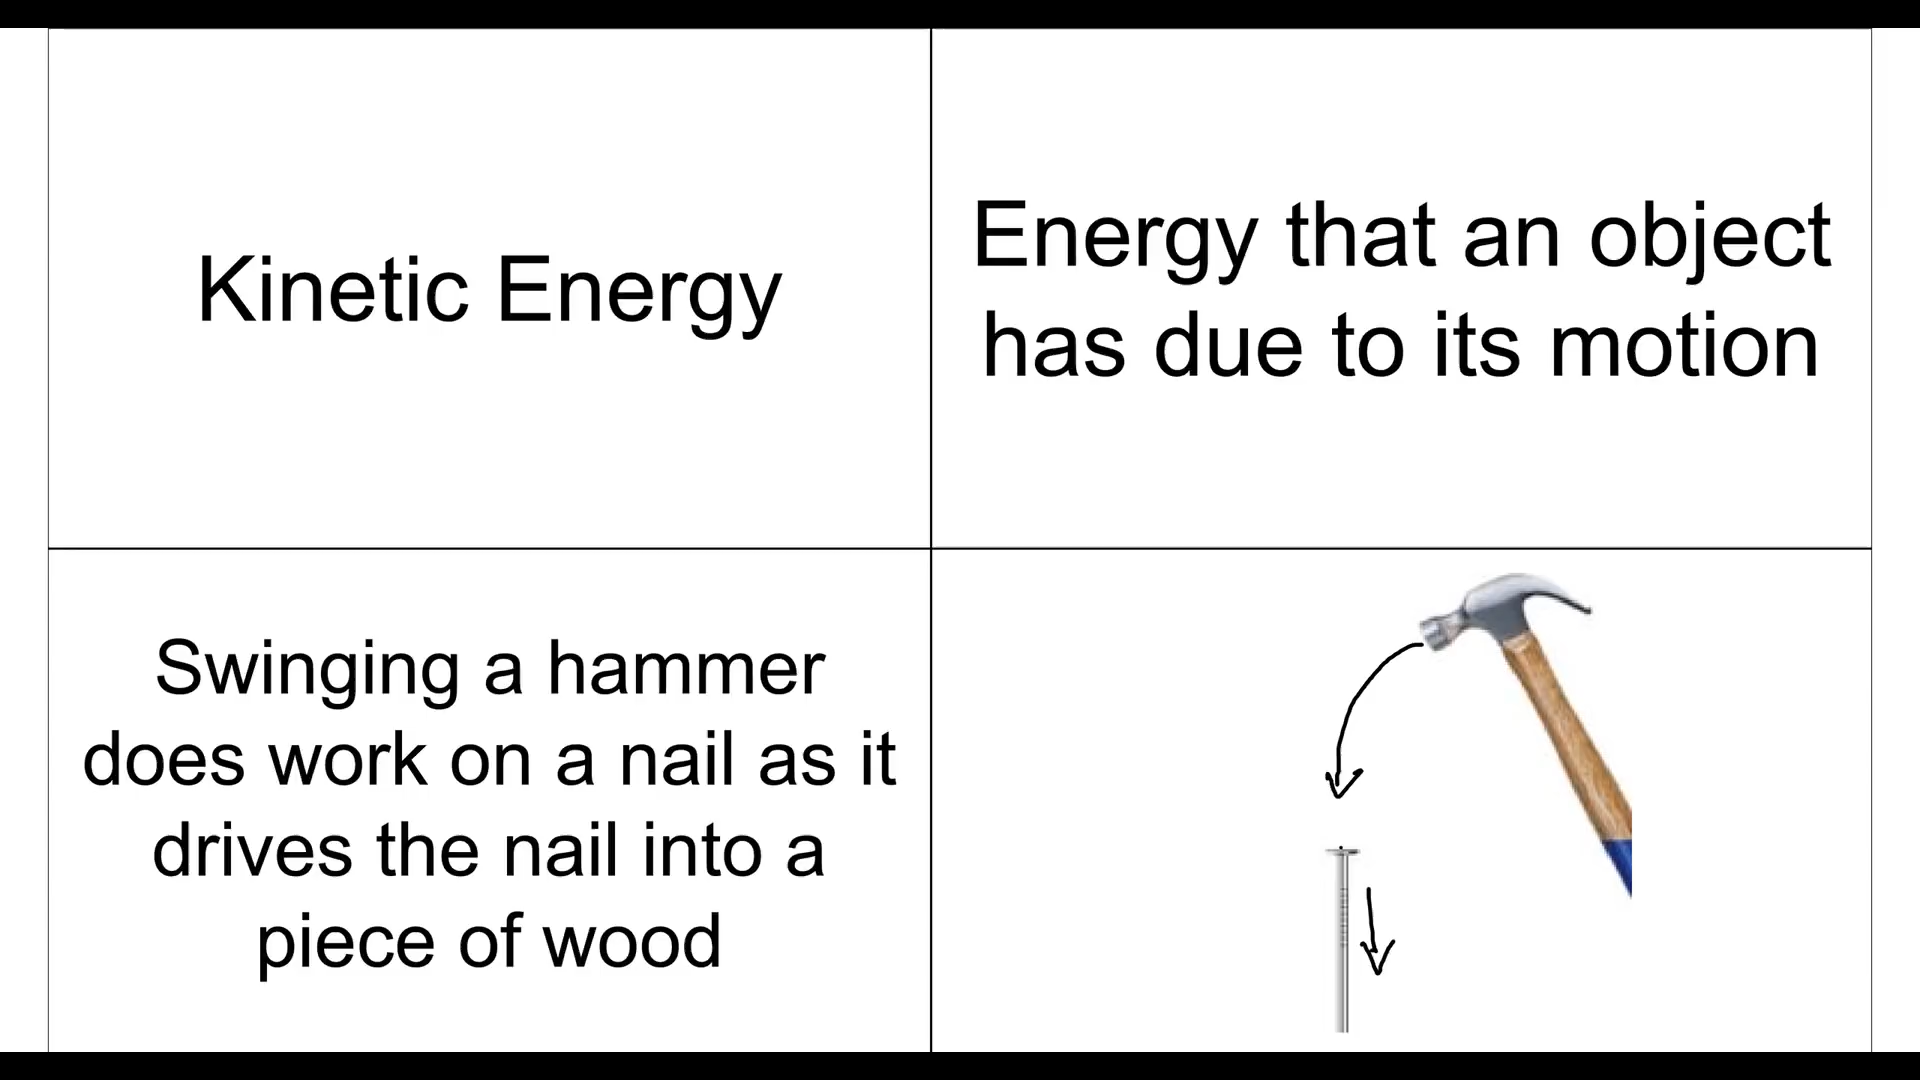 Kinetic Energy
Energy that an object
has due to its motion
Swinging a hammer
does work on a nail as it
drives the nail into a
piece of wood